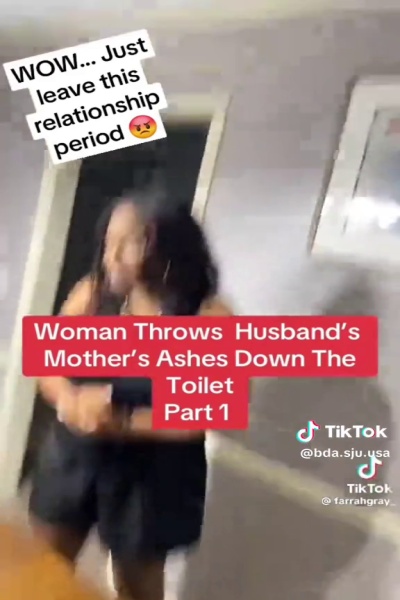 WOW... Just
leave this
relationship
period 😡
Woman Throws Husband's
Mother's Ashes Down The
Toilet
Part 1
TikTok
@bda.sju.usa
TikTok
@farrahgray_